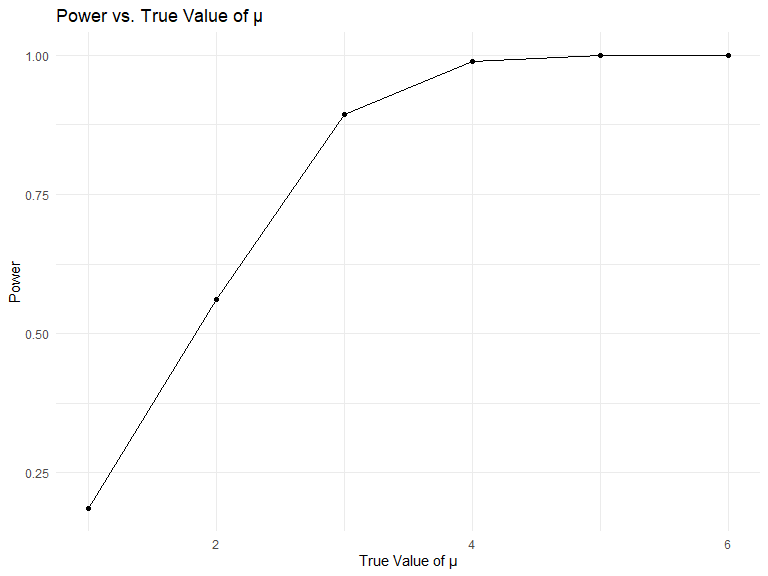 Power vs. True Value of μ
1.00
0.75
0.50
0.25
Power
2 4 6
True Value of μ